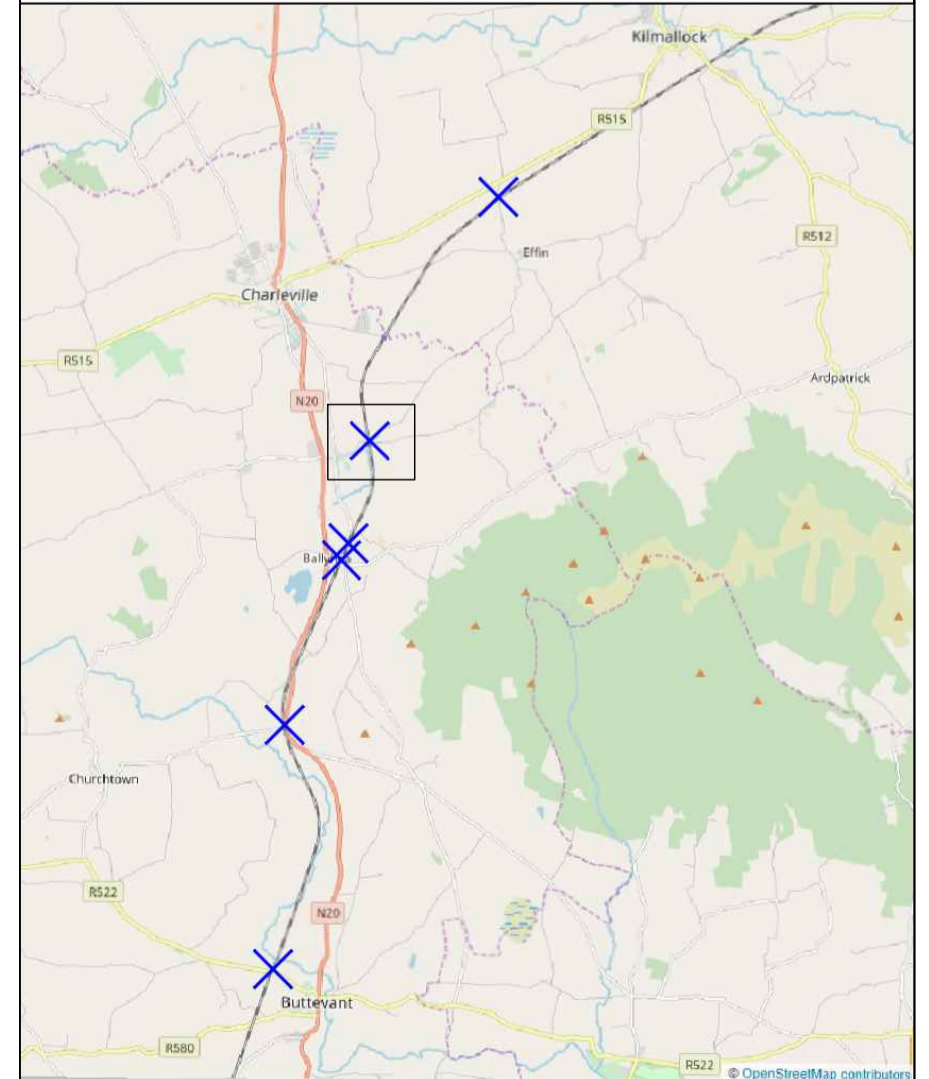 Kilmallock
R515
R512
Effin
Charleville
R515
Ardpatrick
N20
Churchtown
R522
N20
Buttevant
R580
R522
© OpenStreetMap contributors